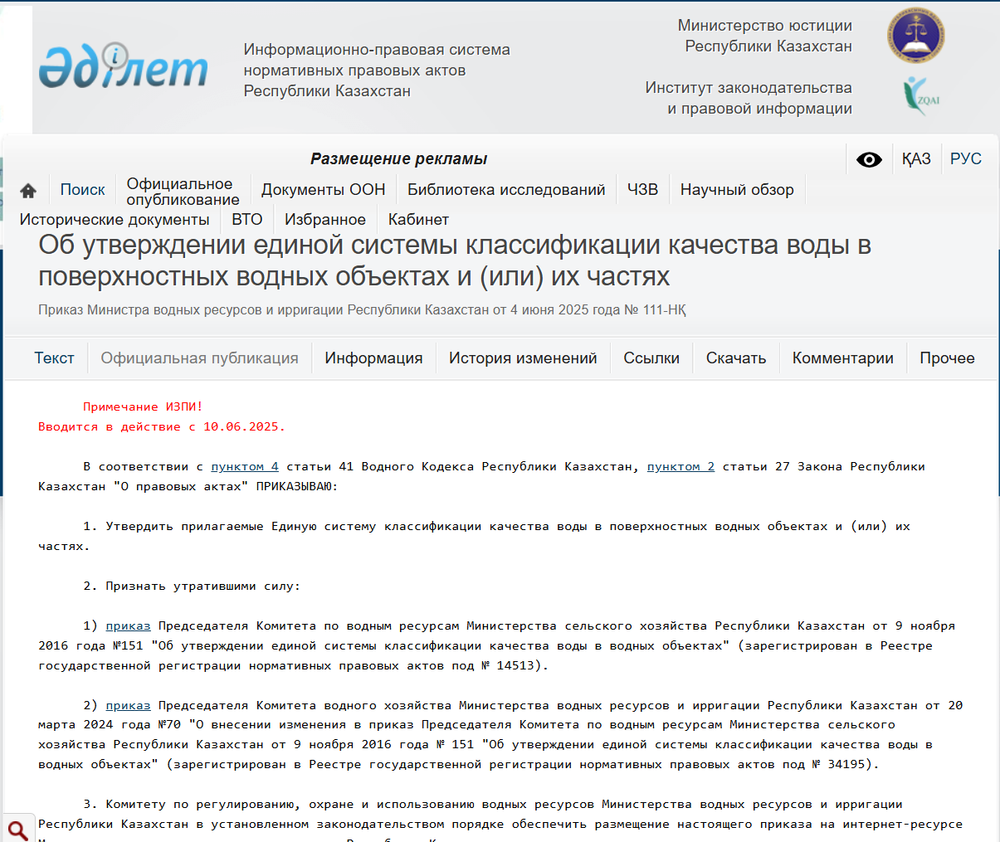 әділет
Информационно-правовая система
нормативных правовых актов
Республики Казахстан
Министерство юстиции
Республики Казахстан
Институт законодательства
и правовой информации
ZQAI
Размещение рекламы
ҚАЗ
РУС
Поиск
Официальное
опубликование
Документы ООН
Библиотека исследований
ЧЗВ
Научный обзор
Исторические документы
ВТО
Избранное
Кабинет
Об утверждении единой системы классификации качества воды в
поверхностных водных объектах и (или) их частях
Приказ Министра водных ресурсов и ирригации Республики Казахстан от 4 июня 2025 года № 111-НҚ
Текст
Официальная публикация
Информация
История изменений
Ссылки
Скачать
Комментарии
Прочее
Примечание ИЗПИ!
Вводится в действие с 10.06.2025.
В соответствии с пунктом 4 статьи 41 Водного Кодекса Республики Казахстан, пунктом 2 статьи 27 Закона Республики
Казахстан "О правовых актах" ПРИКАЗЫВАЮ:
1. Утвердить прилагаемые Единую систему классификации качества воды в поверхностных водных объектах и (или) их
частях.
2. Признать утратившими силу:
1) приказ Председателя Комитета по водным ресурсам Министерства сельского хозяйства Республики Казахстан от 9 ноября
2016 года №151 "Об утверждении единой системы классификации качества воды в водных объектах" (зарегистрирован в Реестре
государственной регистрации нормативных правовых актов под № 14513).
2) приказ Председателя Комитета водного хозяйства Министерства водных ресурсов и ирригации Республики Казахстан от 20
марта 2024 года №70 "О внесении изменения в приказ Председателя Комитета по водным ресурсам Министерства сельского
хозяйства Республики Казахстан от 9 ноября 2016 года № 151 "Об утверждении единой системы классификации качества воды в
водных объектах" (зарегистрирован в Реестре государственной регистрации нормативных правовых актов под № 34195).
3. Комитету по регулированию, охране и использованию водных ресурсов Министерства водных ресурсов и ирригации
Республики Казахстан в установленном законодательством порядке обеспечить размещение настоящего приказа на интернет-ресурсе